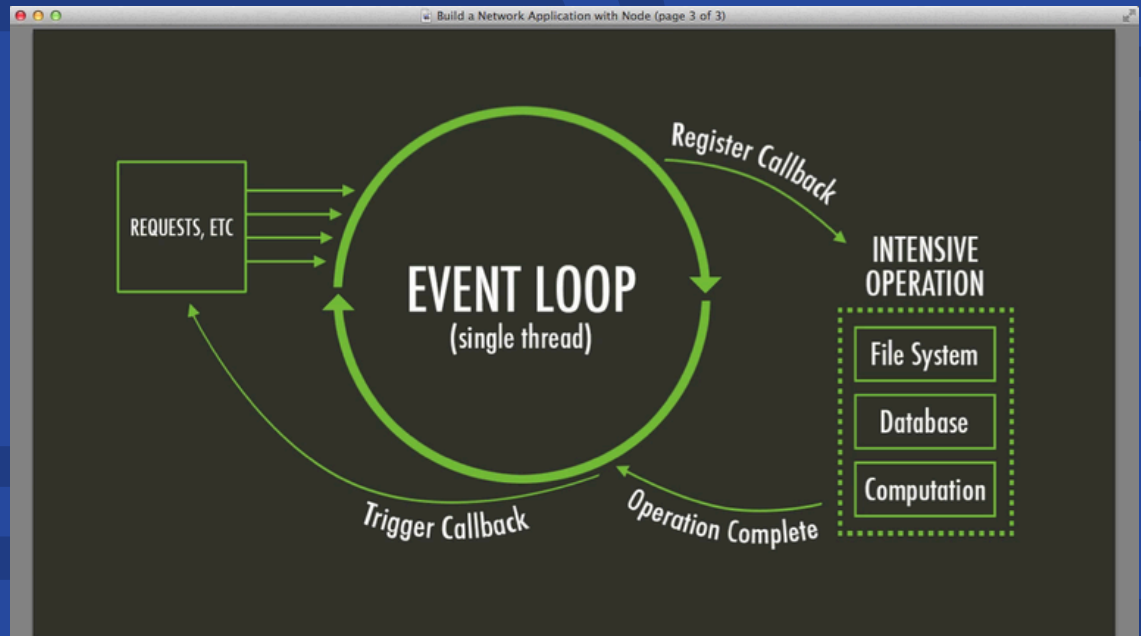 Build a Network Application with Node (page 3 of 3)
Register Callback
REQUESTS, ETC
EVENT LOOP
(single thread)
INTENSIVE
OPERATION
File System
Database
Computation
Operation Complete
Trigger Callback